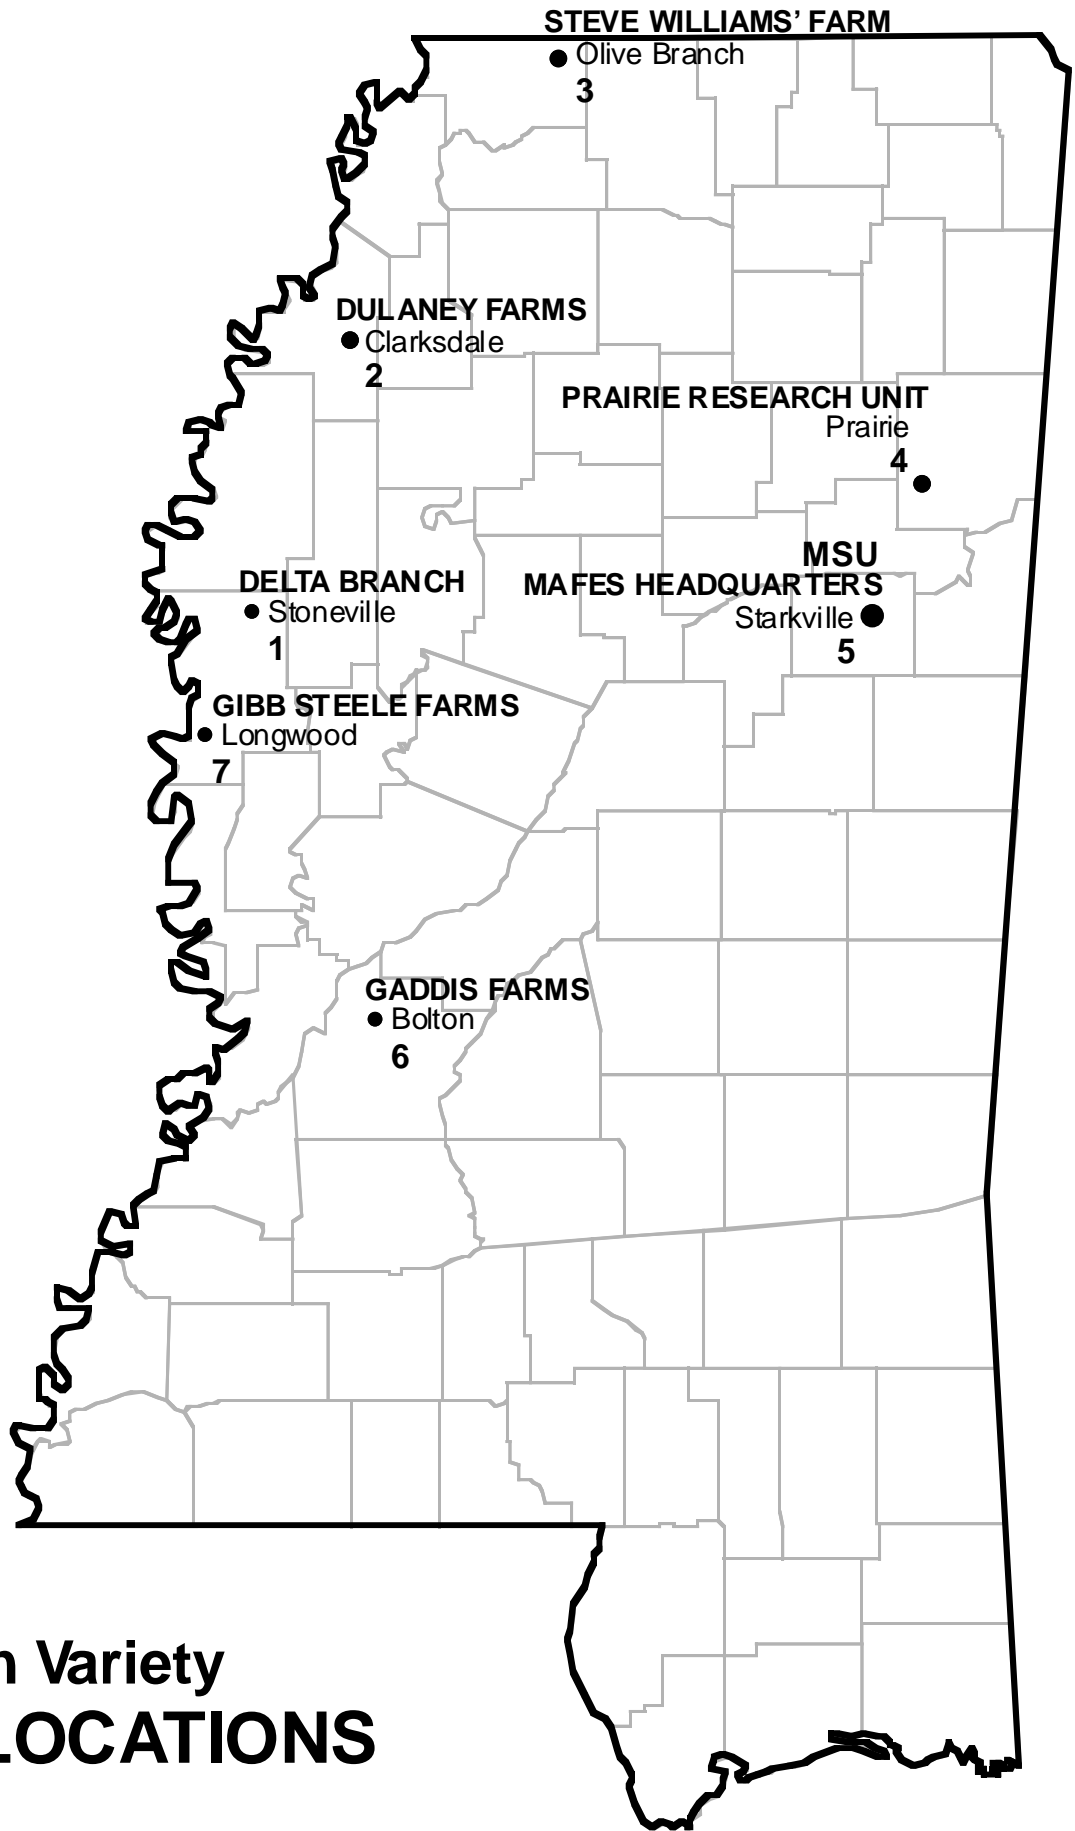 STEVE WILLIAMS’ FARM
Olive Branch
3
DULANEY FARMS
Clarksdale
2
PRAIRIE RESEARCH UNIT
Prairie
4
MSU
MAFES HEADQUARTERS
Starkville
5
DELTA BRANCH
Stoneville
1
GIBB STEELE FARMS
Longwood
7
GADDIS FARMS
Bolton
6
n Variety
LOCATIONS